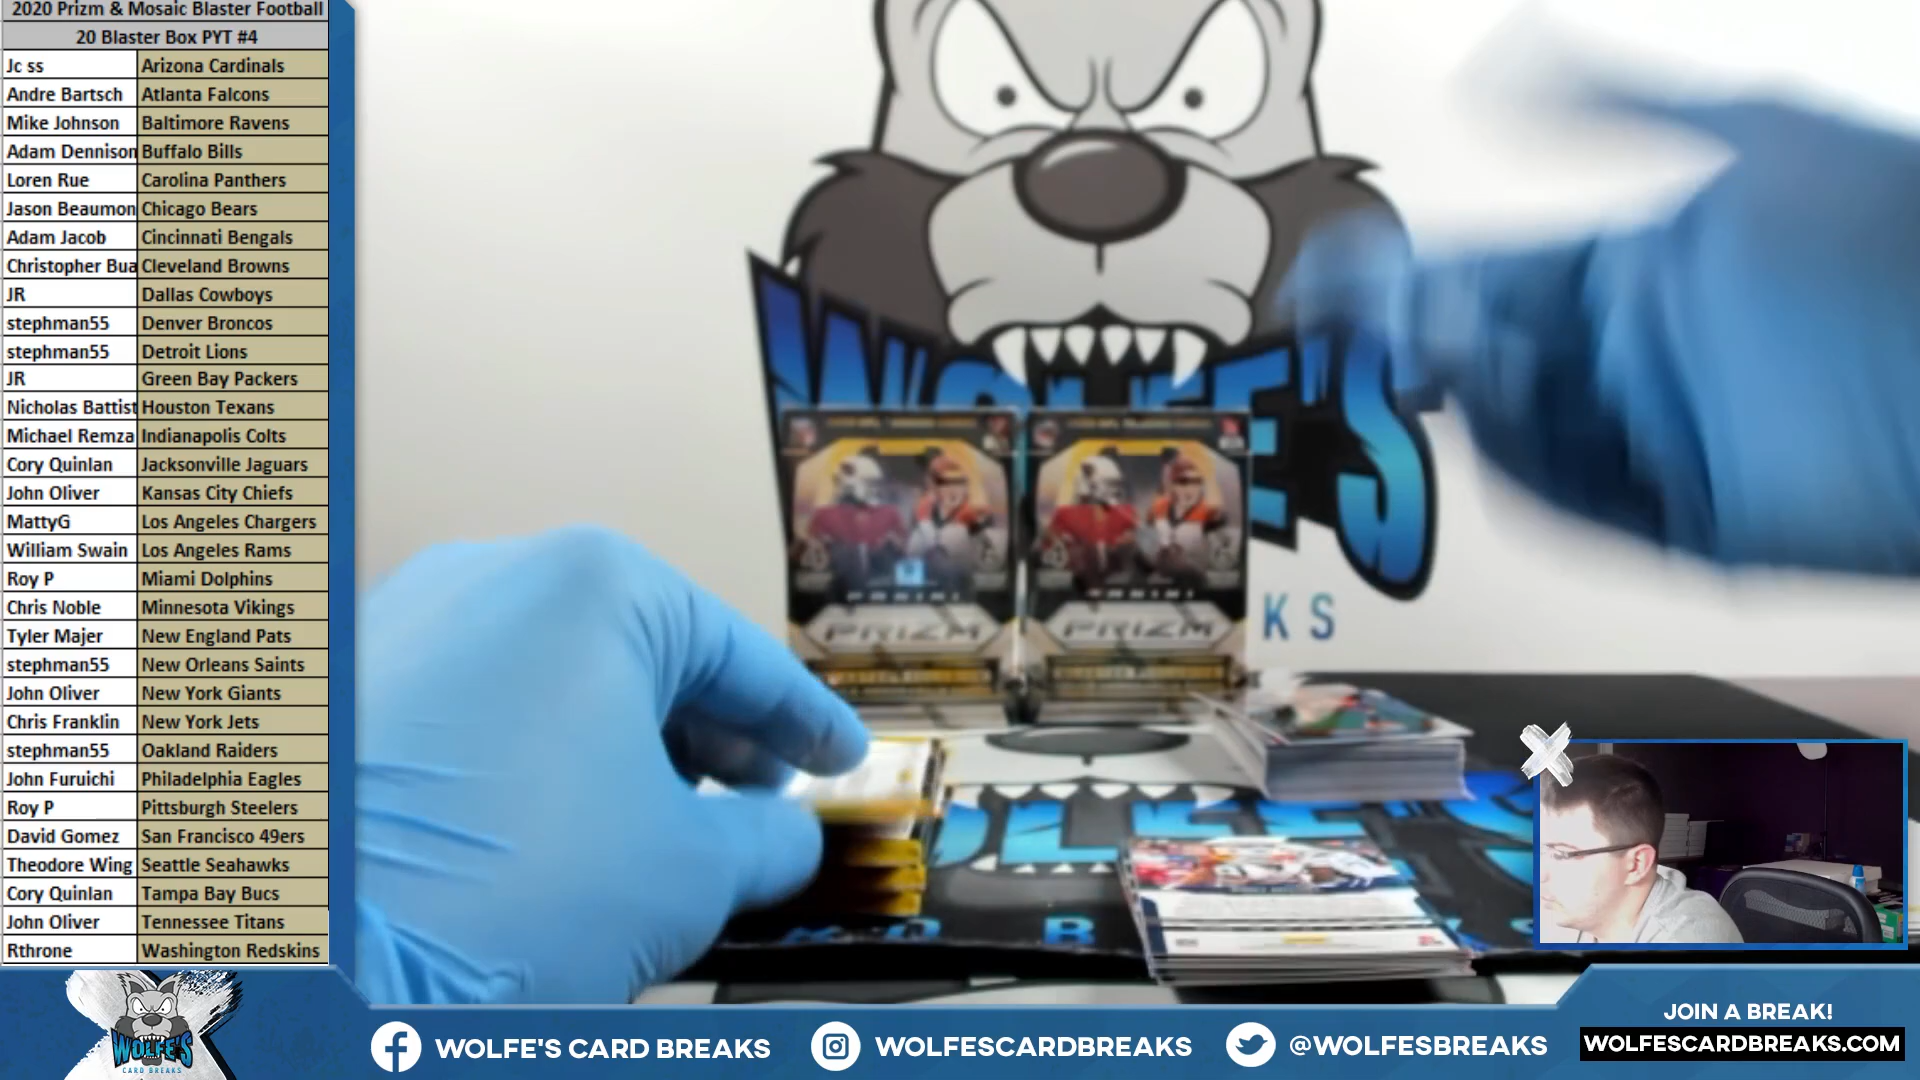 2020 Prizm & Mosaic Blaster Football
20 Blaster Box PYT #4
Jc ss Arizona Cardinals
Andre Bartsch Atlanta Falcons
Mike Johnson Baltimore Ravens
Adam Dennison Buffalo Bills
Loren Rue Carolina Panthers
Jason Beaumon Chicago Bears
Adam Jacob Cincinnati Bengals
Christopher Bua Cleveland Browns
JR Dallas Cowboys
stephman55 Denver Broncos
stephman55 Detroit Lions
JR Green Bay Packers
Nicholas Battist Houston Texans
Michael Remza Indianapolis Colts
Cory Quinlan Jacksonville Jaguars
John Oliver Kansas City Chiefs
MattyG Los Angeles Chargers
William Swain Los Angeles Rams
Roy P Miami Dolphins
Chris Noble Minnesota Vikings
Tyler Majer New England Pats
stephman55 New Orleans Saints
John Oliver New York Giants
Chris Franklin New York Jets
stephman55 Oakland Raiders
John Furuichi Philadelphia Eagles
Roy P Pittsburgh Steelers
David Gomez San Francisco 49ers
Theodore Wing Seattle Seahawks
Cory Quinlan Tampa Bay Bucs
John Oliver Tennessee Titans
Rthrone Washington Redskins
WOLFE'S
KS
PANINI PANINI
PRIZM PRIZM
WOLFE'S
CARD BREAKS
WOLFE'S CARD BREAKS
WOLFESCARDBREAKS
@WOLFESBREAKS
JOIN A BREAK!
WOLFESCARDBREAKS.COM